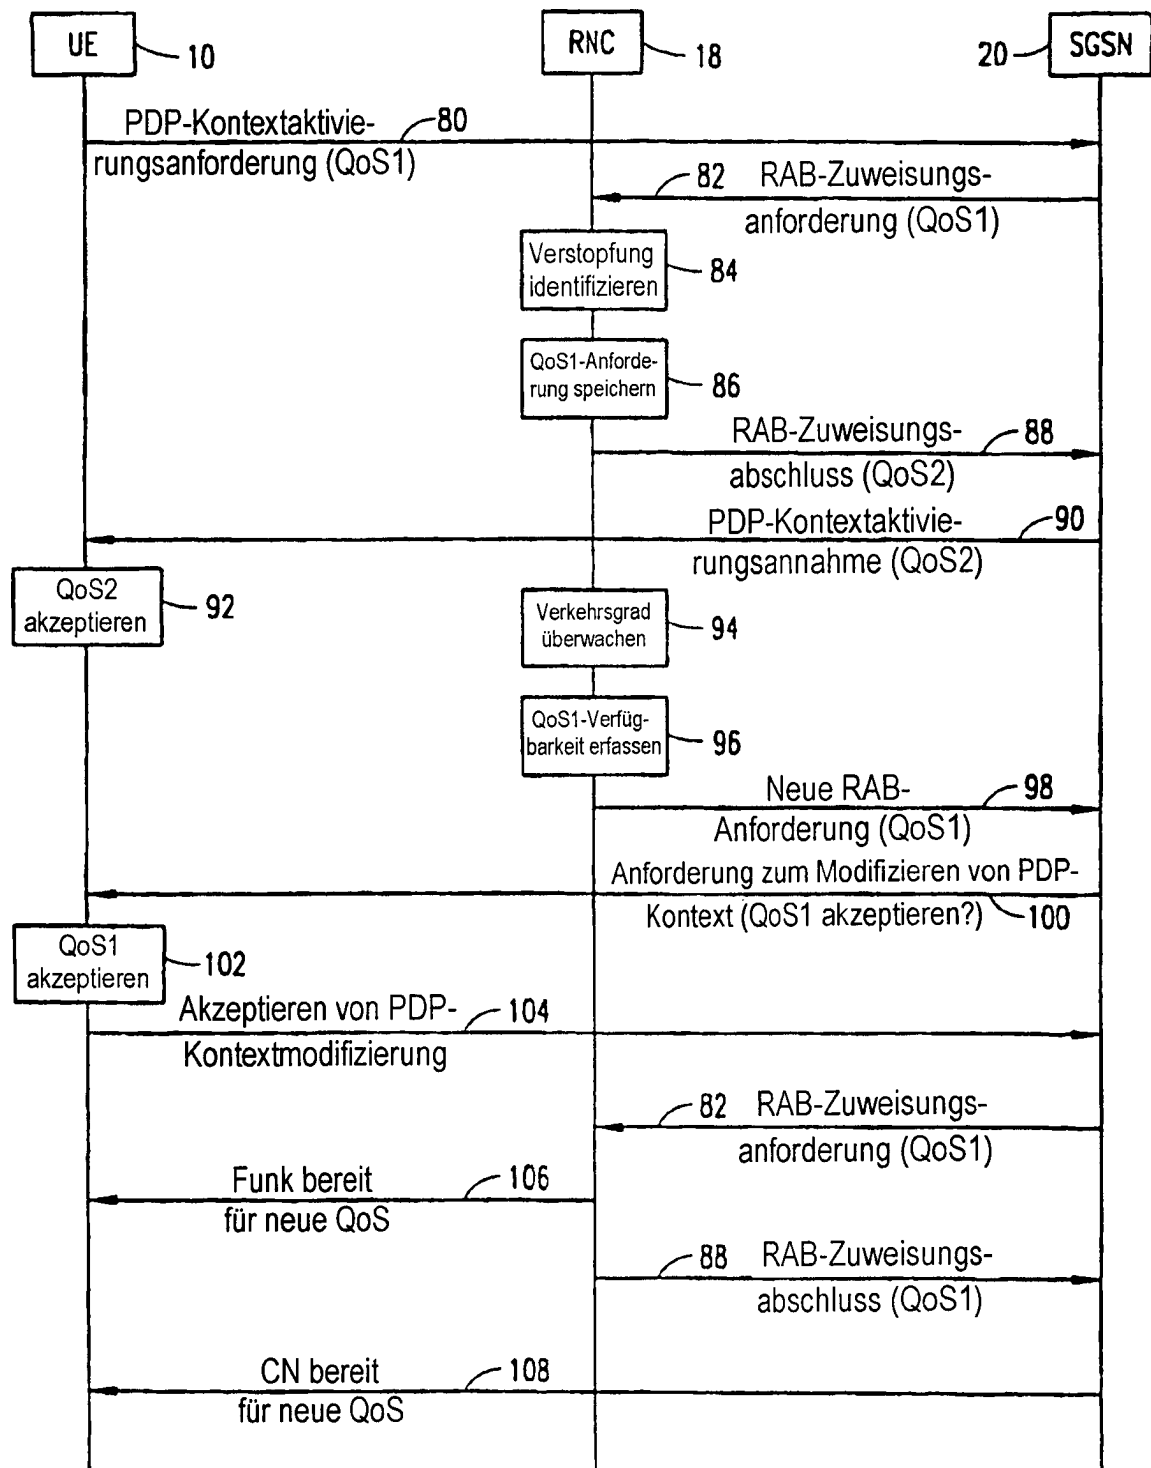 UE
10
RNC
18
20
SGSN
PDP-Kontextaktivie-
80
rungsanforderung (QoS1)
82
RAB-Zuweisungs-
anforderung (QoS1)
Verstopfung
identifizieren
84
QoS1-Anforde-
rung speichern
86
RAB-Zuweisungs-
88
abschluss (QoS2)
PDP-Kontextaktivie-
90
rungsannahme (QoS2)
QoS2
akzeptieren
92
Verkehrsgrad
überwachen
94
QoS1-Verfüg-
barkeit erfassen
96
Neue RAB-
98
Anforderung (QoS1)
Anforderung zum Modifizieren von PDP-
Kontext (QoS1 akzeptieren?)
100
QoS1
akzeptieren
102
Akzeptieren von PDP-
104
Kontextmodifizierung
82
RAB-Zuweisungs-
anforderung (QoS1)
Funk bereit
106
für neue QoS
88
RAB-Zuweisungs-
abschluss (QoS1)
CN bereit
108
für neue QoS